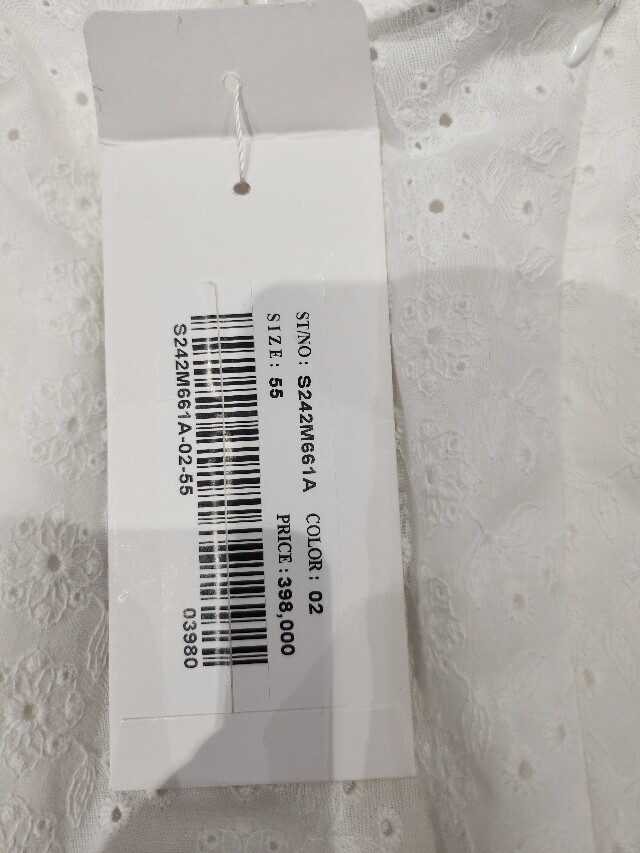 ST/NO: S242M661A COLOR: 02
SIZE: 55 PRICE: 398,000
S242M661A-02-55 03980